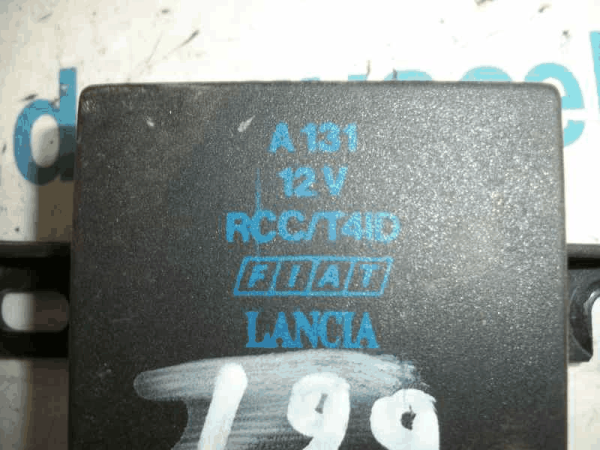 A 131
12 V
RCC/T4ID
FIAT
LANCIA
199